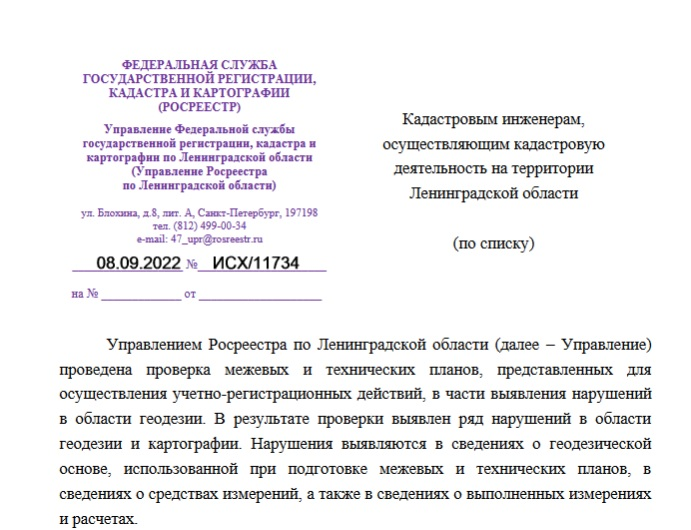 ФЕДЕРАЛЬНАЯ СЛУЖБА
ГОСУДАРСТВЕННОЙ РЕГИСТРАЦИИ,
КАДАСТРА И КАРТОГРАФИИ
(РОСРЕЕСТР)
Управление Федеральной службы
государственной регистрации, кадастра и
картографии по Ленинградской области
(Управление Росреестра
по Ленинградской области)
ул. Блохина, д.8, лит. А, Санкт-Петербург, 197198
тел. (812) 499-00-34
e-mail: 47_upr@rosreestr.ru
08.09.2022 № ИСХ/11734
на № ____________ от ___________________
Кадастровым инженерам,
осуществляющим кадастровую
деятельность на территории
Ленинградской области
(по списку)
Управлением Росреестра по Ленинградской области (далее – Управление)
проведена проверка межевых и технических планов, представленных для
осуществления учетно-регистрационных действий, в части выявления нарушений
в области геодезии. В результате проверки выявлен ряд нарушений в области
геодезии и картографии. Нарушения выявляются в сведениях о геодезической
основе, использованной при подготовке межевых и технических планов, в
сведениях о средствах измерений, а также в сведениях о выполненных измерениях
и расчетах.